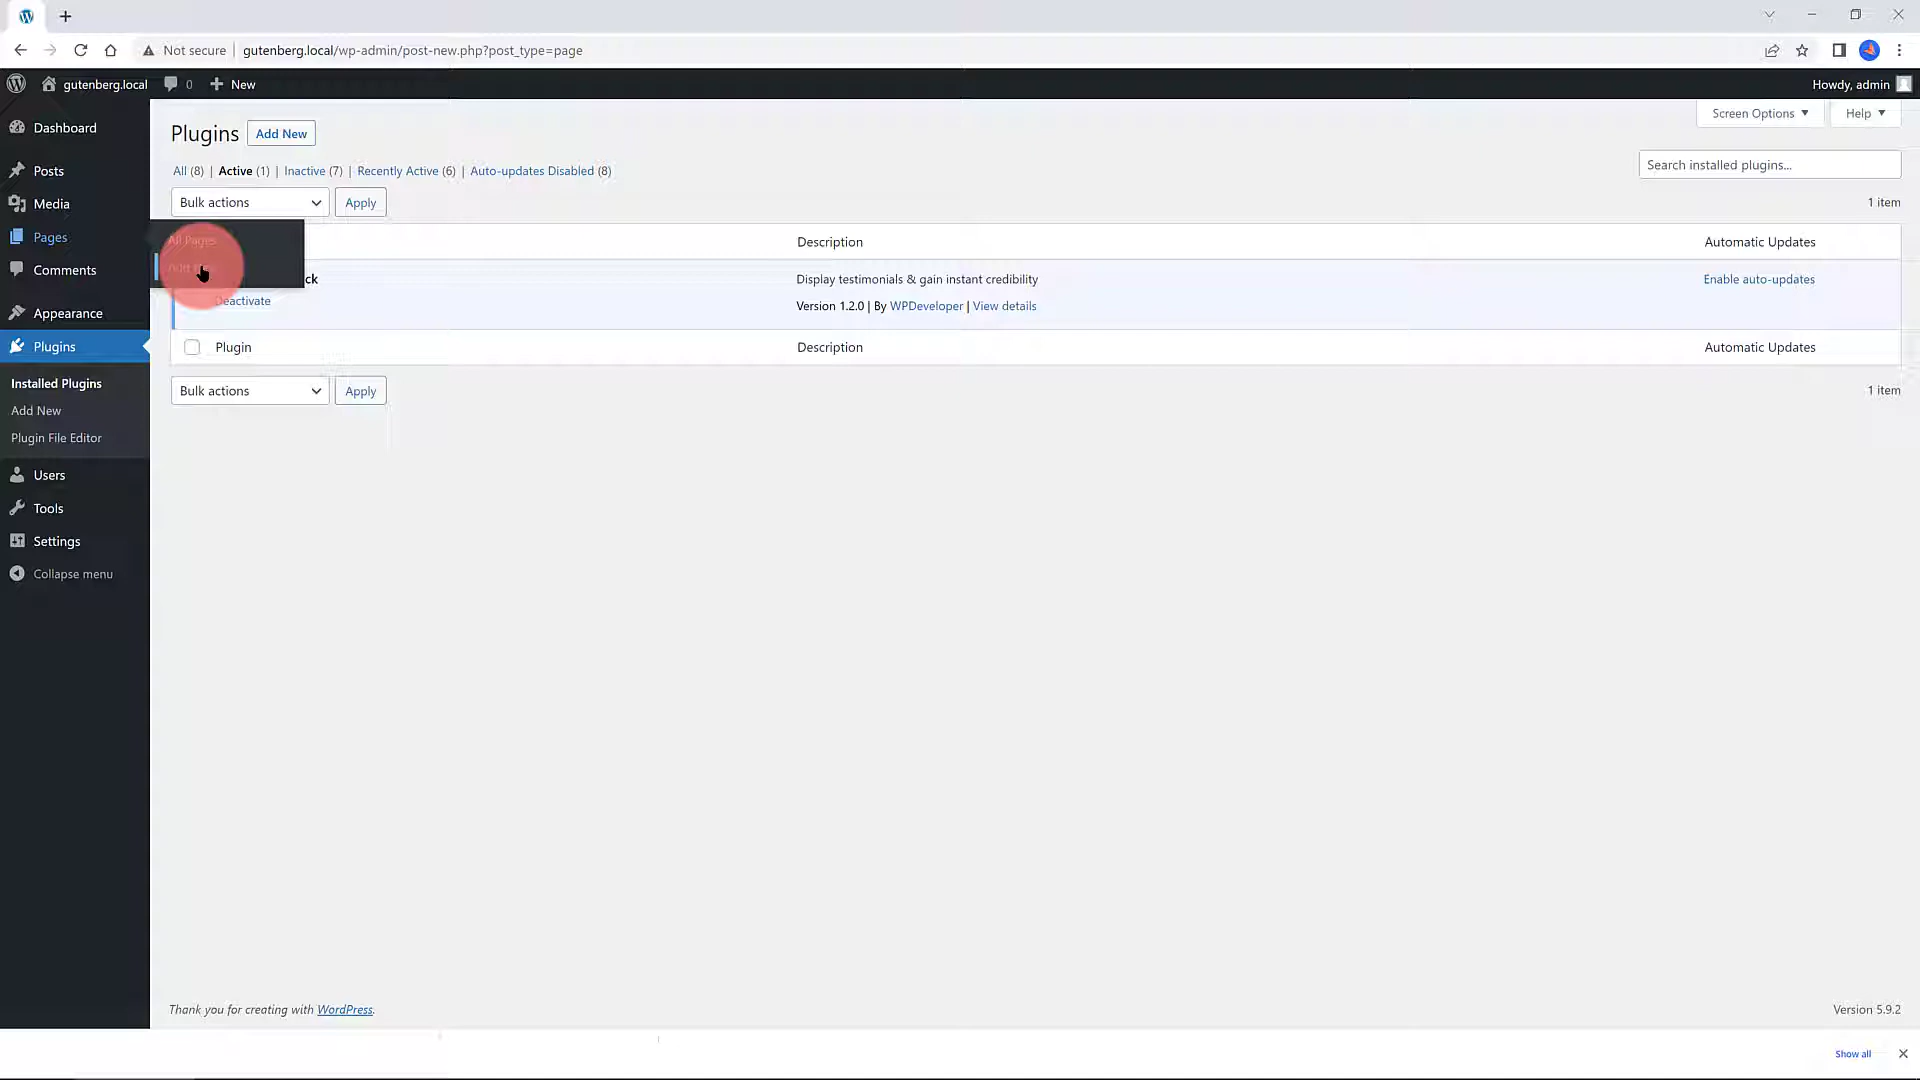 Not secure | gutenberg.local/wp-admin/post-new.php?post_type=page
gutenberg.local 0 New
Howdy, admin
Dashboard
Posts
Media
Pages
Comments
Appearance
Plugins
Installed Plugins
Add New
Plugin File Editor
Users
Tools
Settings
Collapse menu
All Pages
Plugins Add New
Screen Options Help
All (8) | Active (1) | Inactive (7) | Recently Active (6) | Auto-updates Disabled (8)
Search installed plugins...
Bulk actions Apply
1 item
Description Automatic Updates
ck
Deactivate
Display testimonials & gain instant credibility
Version 1.2.0 | By WPDeveloper | View details
Enable auto-updates
Plugin Description Automatic Updates
Bulk actions Apply
1 item
Thank you for creating with WordPress.
Version 5.9.2
Show all